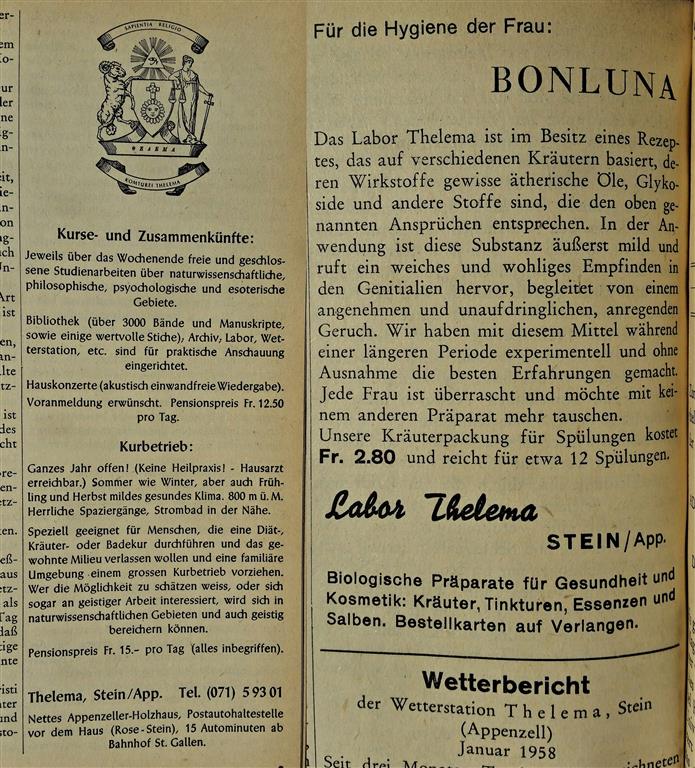 SAPIENTIA RELIGIO
KOMTUREI THELEMA
Kurse- und Zusammenkünfte:
Jeweils über das Wochenende freie und geschlos-
sene Studienarbeiten über naturwissenschaftliche,
philosophische, psyochologische und esoterische
Gebiete.
Bibliothek (über 3000 Bände und Manuskripte,
sowie einige wertvolle Stiche); Archiv, Labor, Wet-
terstation, etc. sind für praktische Anschauung
eingerichtet.
Hauskonzerte (akustisch einwandfreie Wiedergabe).
Voranmeldung erwünscht. Pensionspreis Fr. 12.50
pro Tag.
Kurbetrieb:
Ganzes Jahr offen! (Keine Heilpraxis! - Hausarzt
erreichbar.) Sommer wie Winter, aber auch Früh-
ling und Herbst mildes gesundes Klima. 800 m ü. M.
Herrliche Spaziergänge, Strombad in der Nähe.
Speziell geeignet für Menschen, die eine Diät-,
Kräuter- oder Badekur durchführen und das ge-
wohnte Milieu verlassen wollen und eine familiäre
Umgebung einem grossen Kurbetrieb vorziehen.
Wer die Möglichkeit zu schätzen weiss, oder sich
sogar an geistiger Arbeit interessiert, wird sich in
naturwissenschaftlichen Gebieten und auch geistig
bereichern können.
Pensionspreis Fr. 15.- pro Tag (alles inbegriffen).
Thelema, Stein/App. Tel. (071) 5 93 01
Nettes Appenzeller-Holzhaus, Postautohaltestelle
vor dem Haus (Rose-Stein), 15 Autominuten ab
Bahnhof St. Gallen.
Für die Hygiene der Frau:
BONLUNA
Das Labor Thelema ist im Besitz eines Rezep-
tes, das auf verschiedenen Kräutern basiert, de-
ren Wirkstoffe gewisse ätherische Öle, Glyko-
side und andere Stoffe sind, die den oben ge-
nannten Ansprüchen entsprechen. In der An-
wendung ist diese Substanz äußerst mild und
ruft ein weiches und wohliges Empfinden in
den Genitialien hervor, begleitet von einem
angenehmen und unaufdringlichen, anregenden
Geruch. Wir haben mit diesem Mittel während
einer längeren Periode experimentell und ohne
Ausnahme die besten Erfahrungen gemacht.
Jede Frau ist überrascht und möchte mit kei-
nem anderen Präparat mehr tauschen.
Unsere Kräuterpackung für Spülungen kostet
Fr. 2.80 und reicht für etwa 12 Spülungen.
Labor Thelema
STEIN/App.
Biologische Präparate für Gesundheit und
Kosmetik: Kräuter, Tinkturen, Essenzen und
Salben. Bestellkarten auf Verlangen.
Wetterbericht
der Wetterstation Thelema, Stein
(Appenzell)
Januar 1958